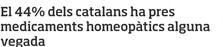 El 44% dels catalans ha pres
medicaments homeopàtics alguna
vegada